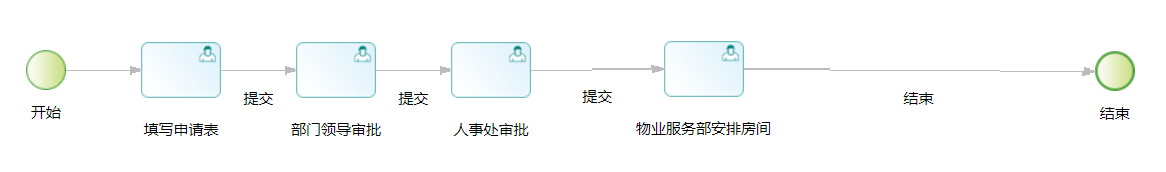 开始
填写申请表
提交
部门领导审批
提交
人事处审批
提交
物业服务部安排房间
结束
结束